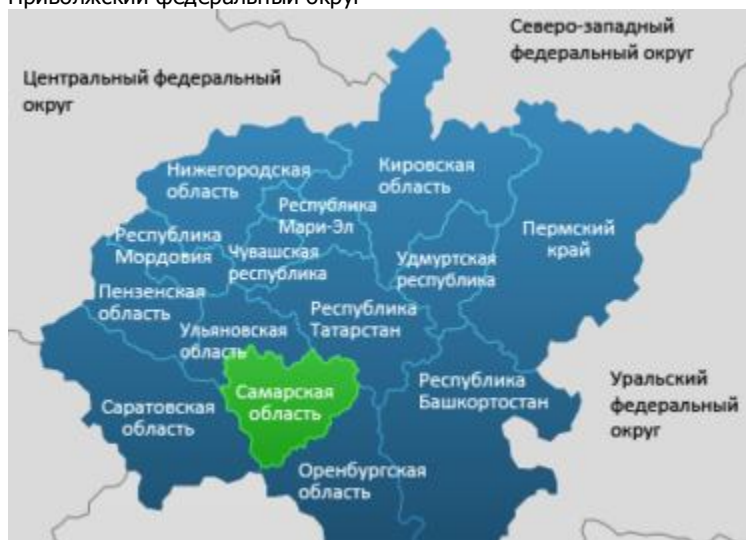 Приволжский федеральный округ
Северо-западный
федеральный округ
Центральный федеральный
округ
Нижегородская
область
Кировская
область
Республика
Мари-Эл
Пермский
край
Республика
Мордовия
Чувашская
республика
Удмуртская
республика
Пензенская
область
Республика
Татарстан
Ульяновская
область
Самарская
область
Республика
Башкортостан
Уральский
федеральный
округ
Саратовская
область
Оренбургская
область